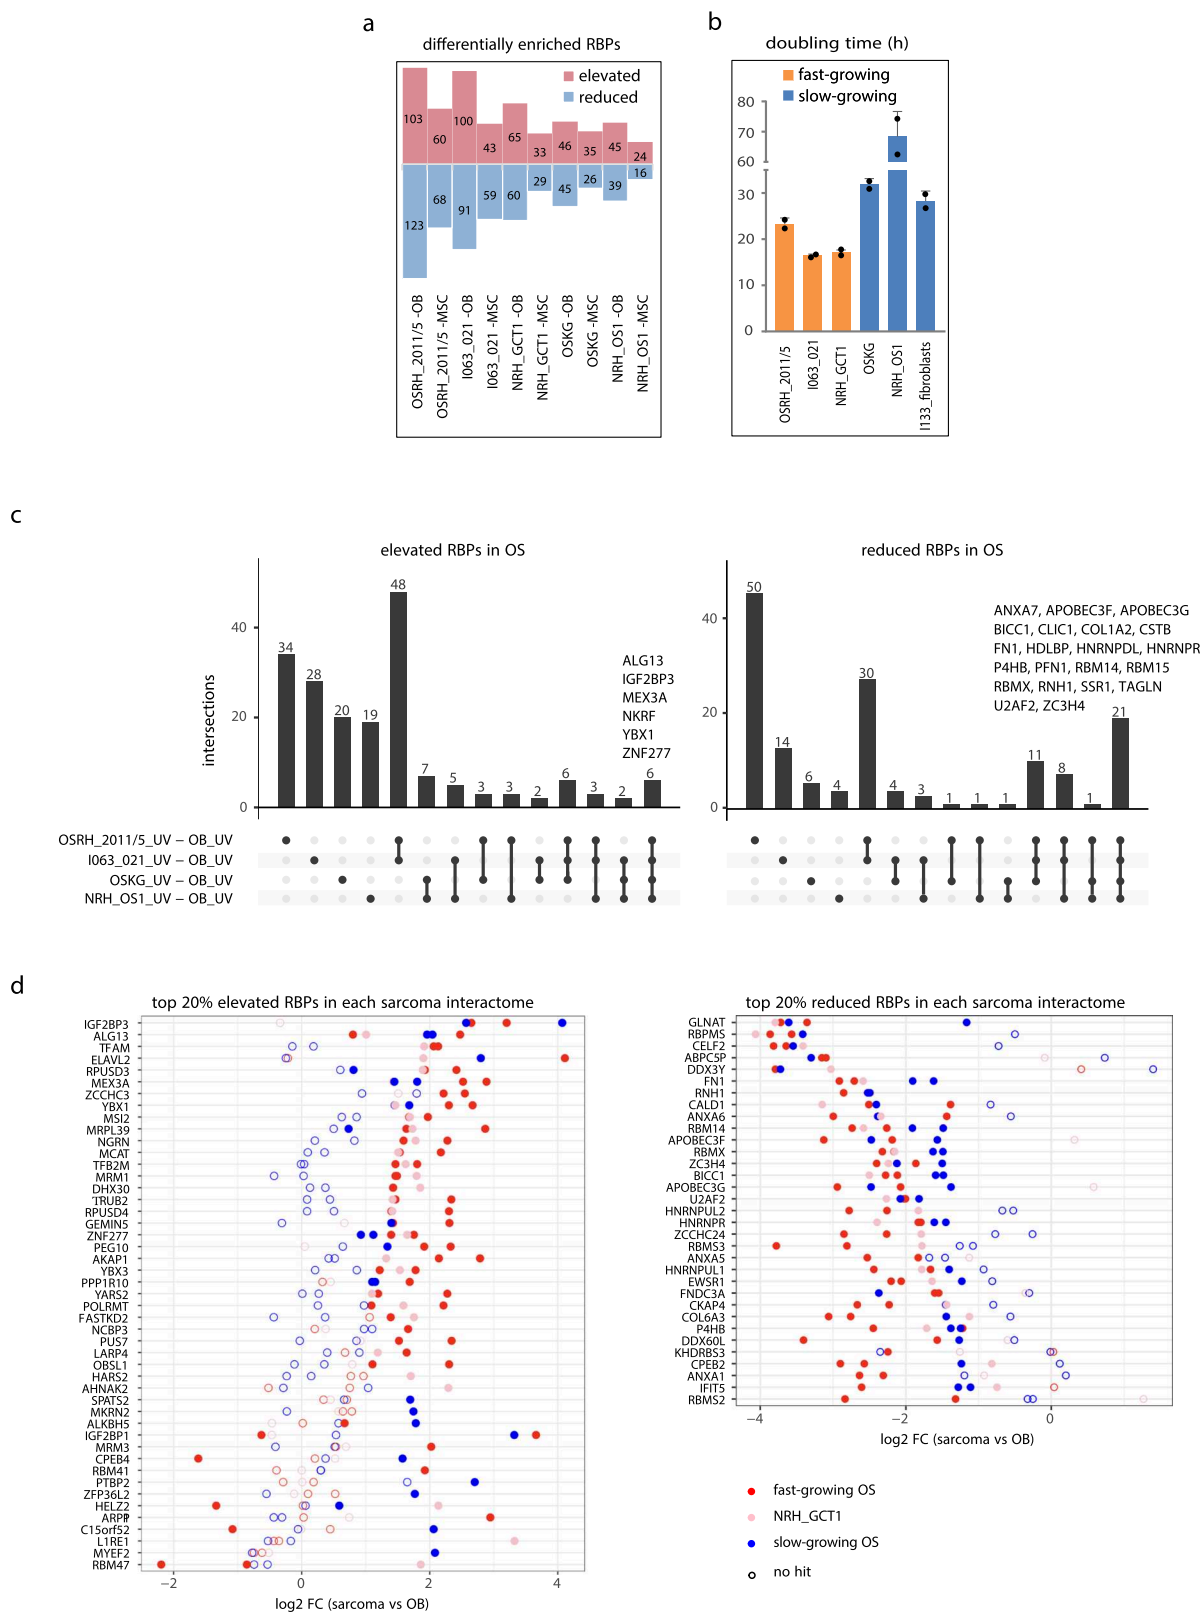 a
differentially enriched RBPs
elevated
reduced
103
60
100
43
65
33
46
35
45
24
123
68
91
59
60
29
45
26
39
16
OSRH_2011/5 -OB
OSRH_2011/5 -MSC
I063_021 -OB
I063_021 -MSC
NRH_GCT1 -OB
NRH_GCT1 -MSC
OSKG -OB
OSKG -MSC
NRH_OS1 -OB
NRH_OS1 -MSC
b
doubling time (h)
fast-growing
slow-growing
80
70
60
30
20
10
0
OSRH_2011/5
I063_021
NRH_GCT1
OSKG
NRH_OS1
I133_fibroblasts
c
elevated RBPs in OS
intersections
40
20
0
34
28
20
19
48
7
5
3
3
2
6
3
2
6
ALG13
IGF2BP3
MEX3A
NKRF
YBX1
ZNF277
OSRH_2011/5_UV – OB_UV
I063_021_UV – OB_UV
OSKG_UV – OB_UV
NRH_OS1_UV – OB_UV
reduced RBPs in OS
40
20
0
50
14
6
4
30
4
3
1
1
1
11
8
1
21
ANXA7, APOBEC3F, APOBEC3G
BICC1, CLIC1, COL1A2, CSTB
FN1, HDLBP, HNRNPDL, HNRNPR
P4HB, PFN1, RBM14, RBM15
RBMX, RNH1, SSR1, TAGLN
U2AF2, ZC3H4
d
top 20% elevated RBPs in each sarcoma interactome
IGF2BP3
ALG13
TFAM
ELAVL2
RPUSD3
MEX3A
ZCCHC3
YBX1
MSI2
MRPL39
NGRN
MCAT
TFB2M
MRM1
DHX30
TRUB2
RPUSD4
GEMIN5
ZNF277
PEG10
AKAP1
YBX3
PPP1R10
YARS2
POLRMT
FASTKD2
NCBP3
PUS7
LARP4
OBSL1
HARS2
AHNAK2
SPATS2
MKRN2
ALKBH5
IGF2BP1
MRM3
CPEB4
RBM41
PTBP2
ZFP36L2
HELZ2
C15orf52
L1RE1
MYEF2
RBM47
−2
0
2
4
log2 FC (sarcoma vs OB)
top 20% reduced RBPs in each sarcoma interactome
GLNAT
RBPMS
CELF2
ABPC5P
DDX3Y
FN1
RNH1
CALD1
ANXA6
RBM14
APOBEC3F
RBMX
ZC3H4
BICC1
APOBEC3G
U2AF2
HNRNPUL2
HNRNPR
ZCCHC24
RBMS3
ANXA5
HNRNPUL1
EWSR1
FNDC3A
CKAP4
COL6A3
P4HB
DDX60L
KHDRBS3
CPEB2
ANXA1
IFIT5
RBMS2
−4
−2
0
log2 FC (sarcoma vs OB)
fast-growing OS
NRH_GCT1
slow-growing OS
no hit